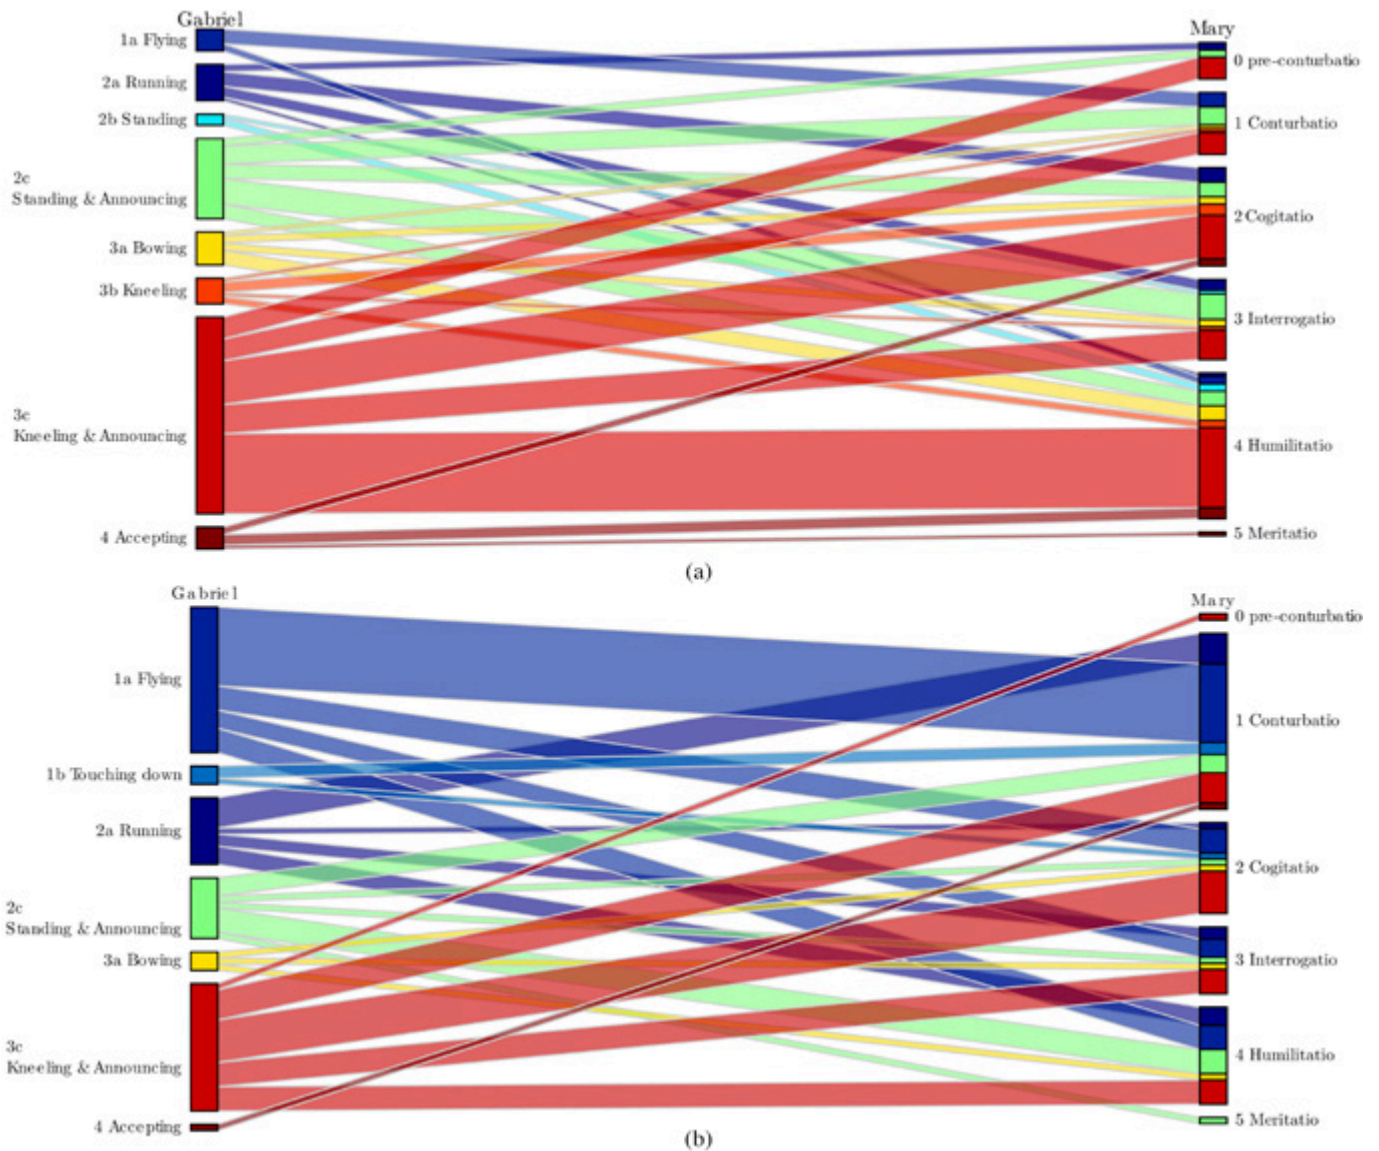 Gabriel
Mary
1a Flying
2a Running
2b Standing
2c
Standing & Announcing
3a Bowing
3b Kneeling
3c
Kneeling & Announcing
4 Accepting
0 pre-conturbatio
1 Conturbatio
2 Cogitatio
3 Interrogatio
4 Humilitatio
5 Meritatio
(a)
Gabriel
Mary
1a Flying
1b Touching down
2a Running
2c
Standing & Announcing
3a Bowing
3c
Kneeling & Announcing
4 Accepting
0 pre-conturbatio
1 Conturbatio
2 Cogitatio
3 Interrogatio
4 Humilitatio
5 Meritatio
(b)